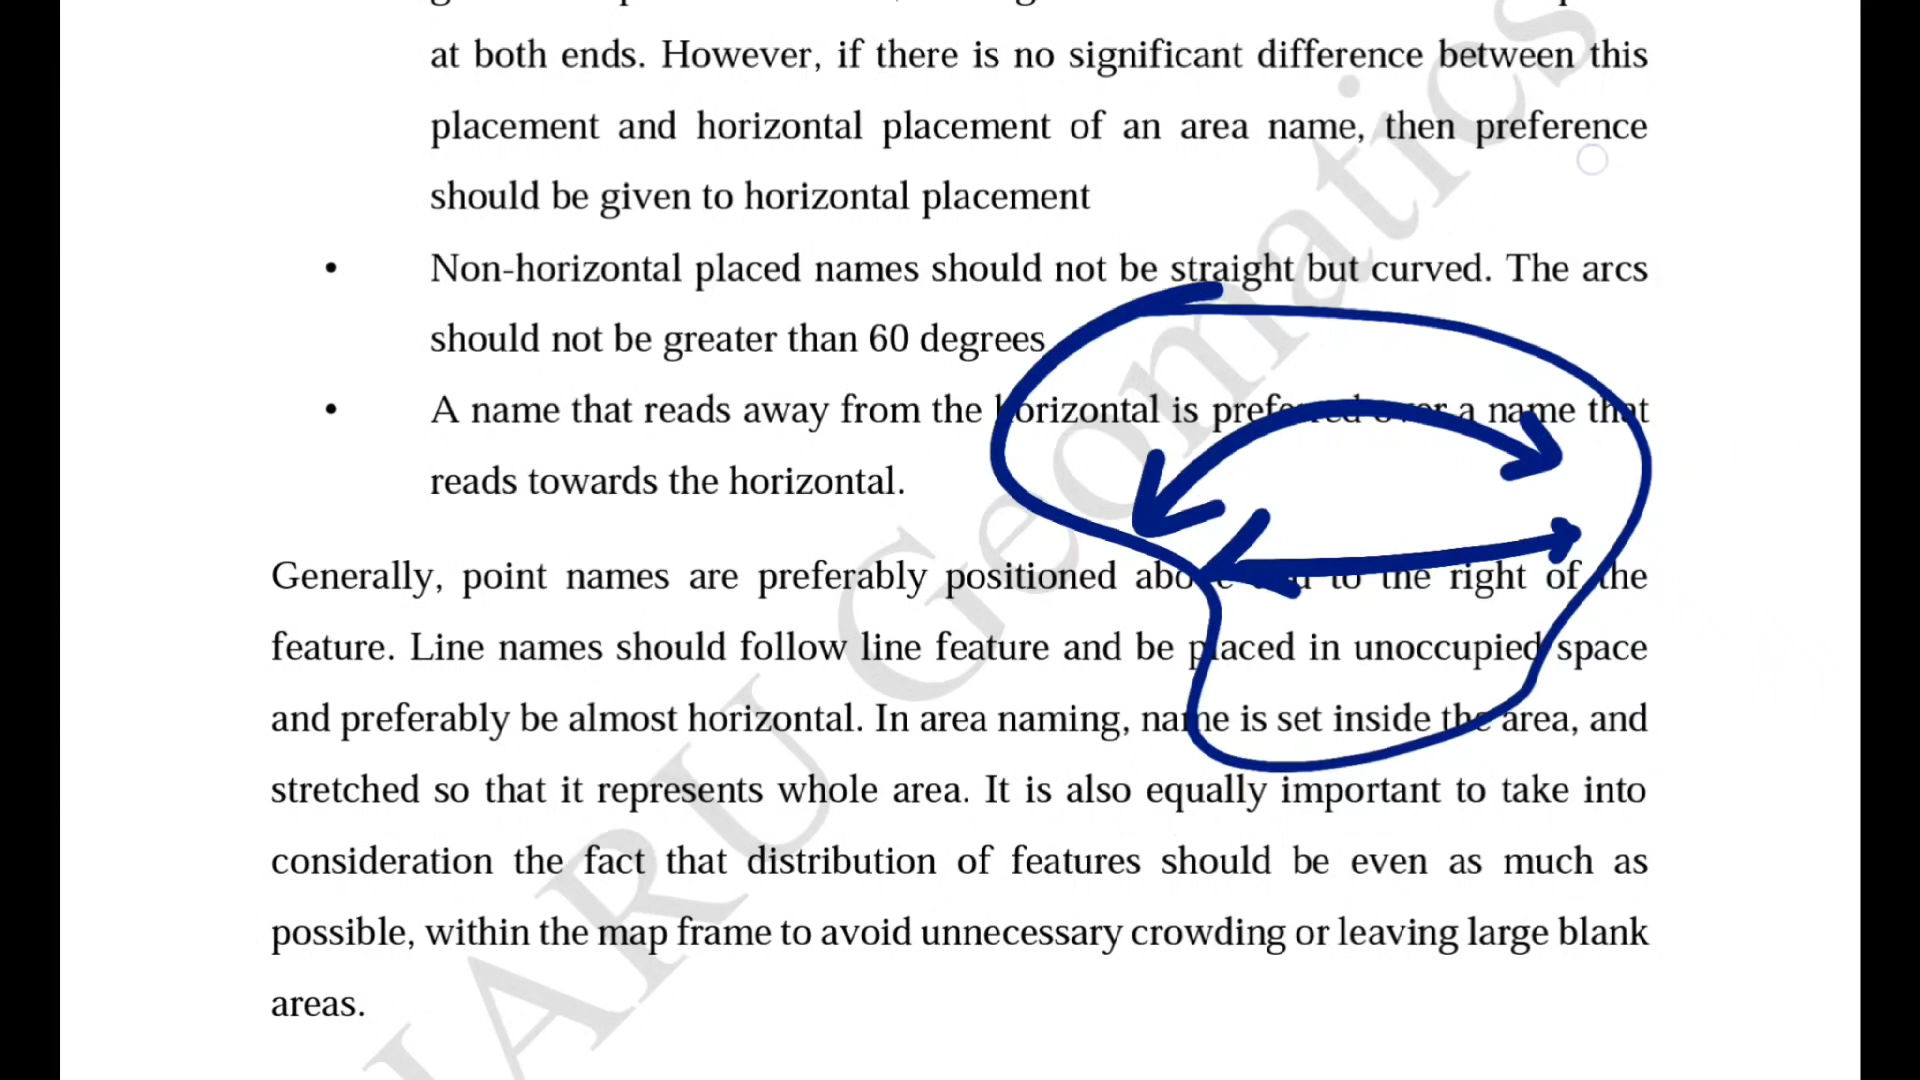 at both ends. However, if there is no significant difference between this
placement and horizontal placement of an area name, then preference
should be given to horizontal placement
• Non-horizontal placed names should not be straight but curved. The arcs
should not be greater than 60 degrees
• A name that reads away from the horizontal is preferred over a name that
reads towards the horizontal.
Generally, point names are preferably positioned above and to the right of the
feature. Line names should follow line feature and be placed in unoccupied space
and preferably be almost horizontal. In area naming, name is set inside the area, and
stretched so that it represents whole area. It is also equally important to take into
consideration the fact that distribution of features should be even as much as
possible, within the map frame to avoid unnecessary crowding or leaving large blank
areas.
ARU Geomatics